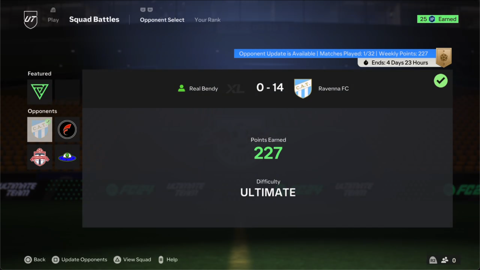 UT
Play
Squad Battles
Opponent Select
Your Rank
25 Earned
Opponent Update is Available | Matches Played: 1/32 | Weekly Points: 227
Ends: 4 Days 23 Hours
Featured
Real Bendy
XL
0 - 14
Ravenna FC
Opponents
Points Earned
227
Difficulty
ULTIMATE
Back
Update Opponents
View Squad
Help
0